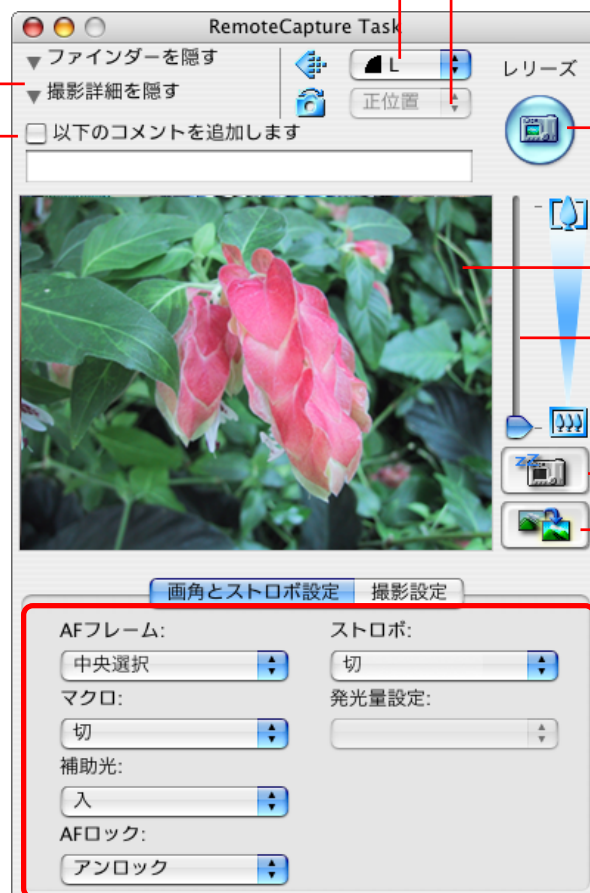 RemoteCapture Task
ファインダーを隠す
撮影詳細を隠す
L
正位置
レリーズ
以下のコメントを追加します
zZ
画角とストロボ設定 撮影設定
AFフレーム:
中央選択
マクロ:
切
補助光:
入
AFロック:
アンロック
ストロボ:
切
発光量設定: